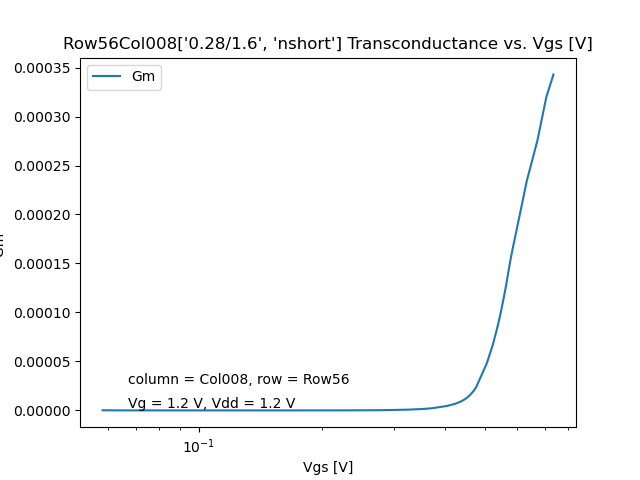 Row56Col008['0.28/1.6', 'nshort'] Transconductance vs. Vgs [V]
Gm
0.00035
0.00030
0.00025
0.00020
0.00015
0.00010
0.00005
0.00000
column = Col008, row = Row56
Vg = 1.2 V, Vdd = 1.2 V
10⁻¹
Vgs [V]